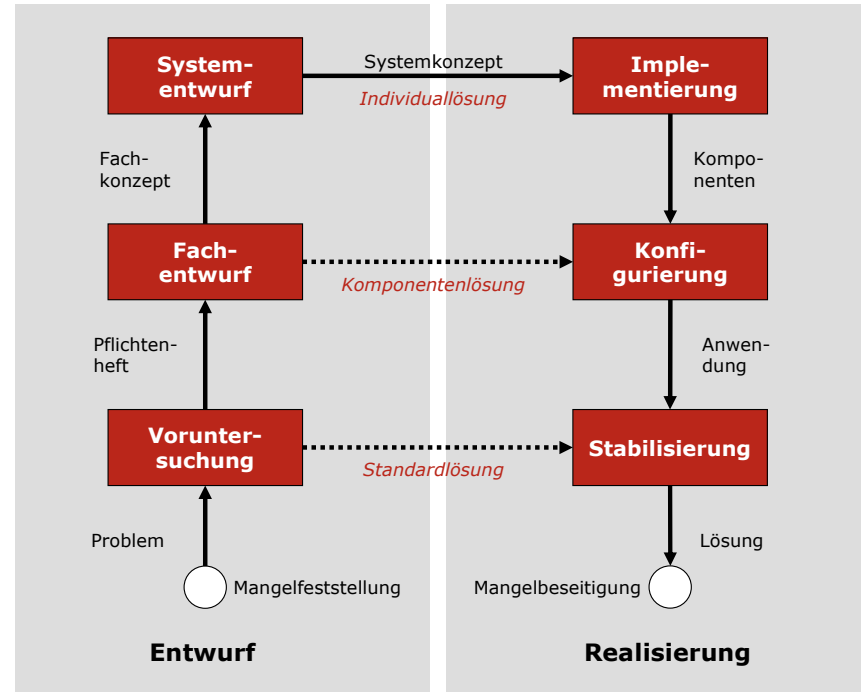 System-
entwurf
Systemkonzept
Individuallösung
Imple-
mentierung
Fach-
konzept
Kompo-
nenten
Fach-
entwurf
Komponentenlösung
Konfi-
gurierung
Pflichten-
heft
Anwen-
dung
Vorunter-
suchung
Standardlösung
Stabilisierung
Problem
Lösung
Mangelfeststellung
Mangelbeseitigung
Entwurf
Realisierung